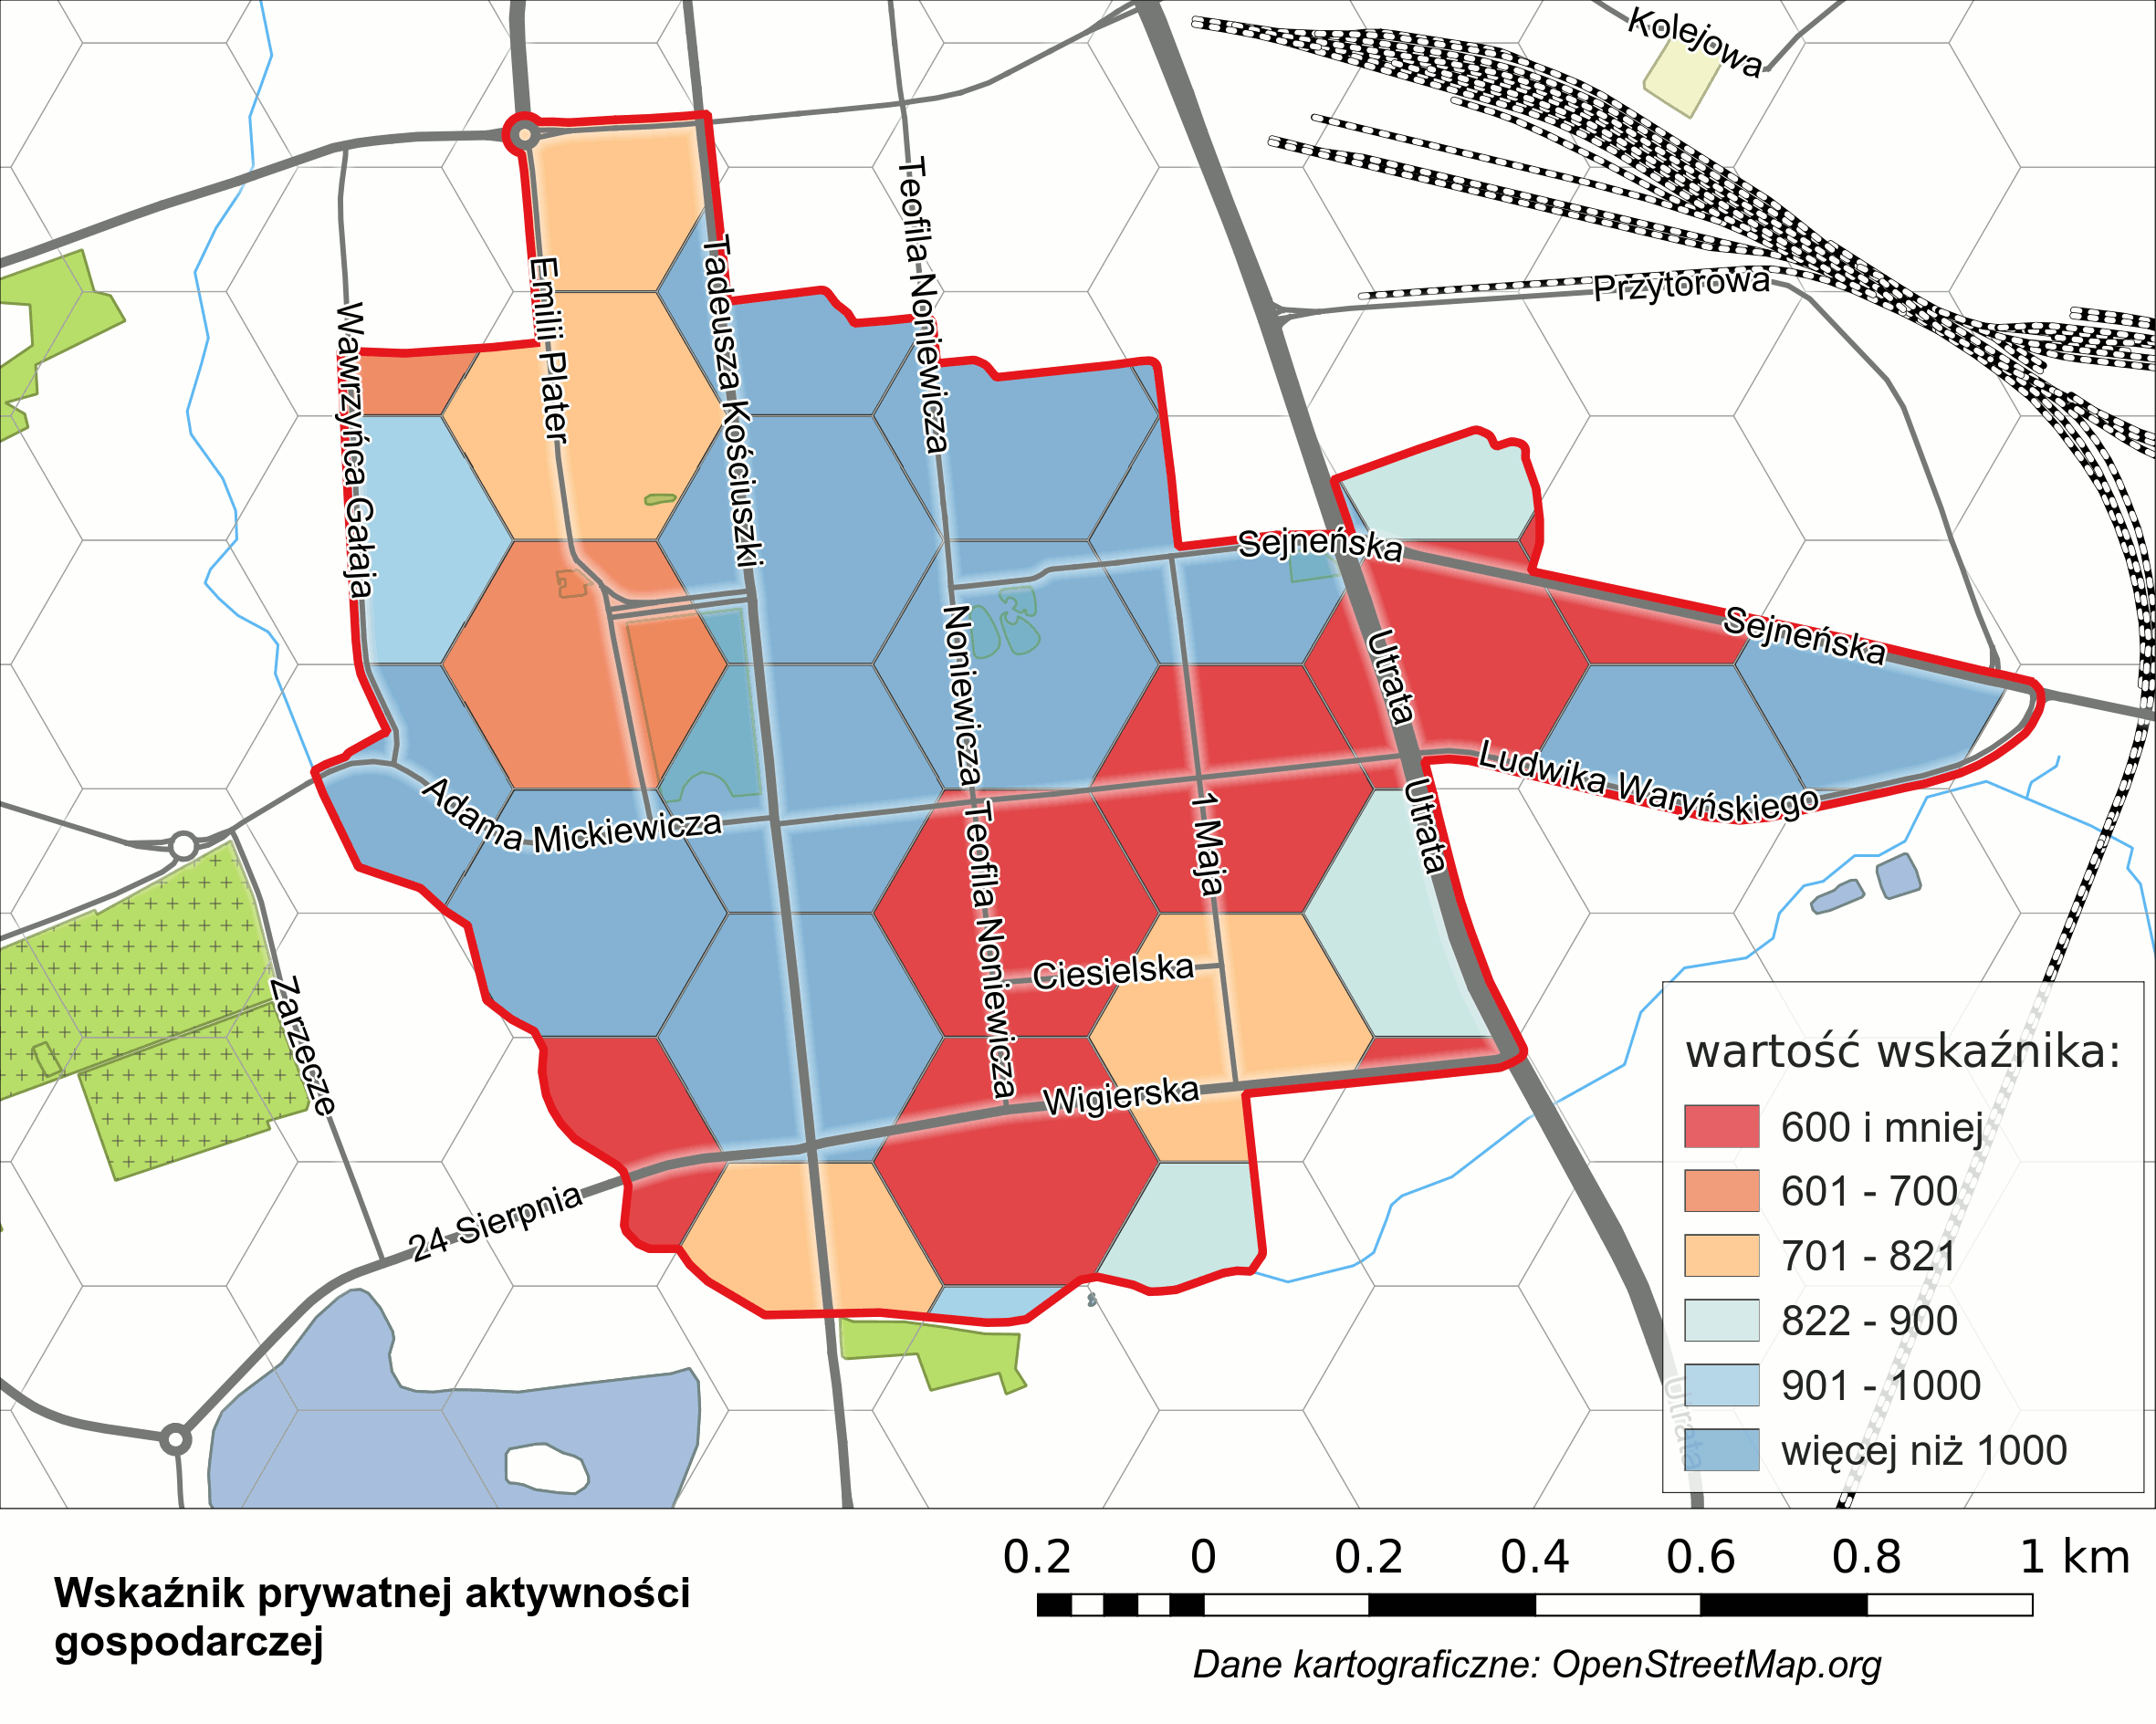 Kolejowa
Teofila Noniewicza
Przytorowa
Tadeusza Kościuszki
Emilii Plater
Wawrzyńca Gałaja
Sejneńska
Sejneńska
Noniewicza
Utrata
Ludwika Waryńskiego
Adama Mickiewicza
Utrata
1 Maja
Teofila Noniewicza
Ciesielska
Zarzecze
Wigierska
24 Sierpnia
Utrata
wartość wskaźnika:
600 i mniej
601 - 700
701 - 821
822 - 900
901 - 1000
więcej niż 1000
0.2 0 0.2 0.4 0.6 0.8 1 km
Wskaźnik prywatnej aktywności
gospodarczej
Dane kartograficzne: OpenStreetMap.org